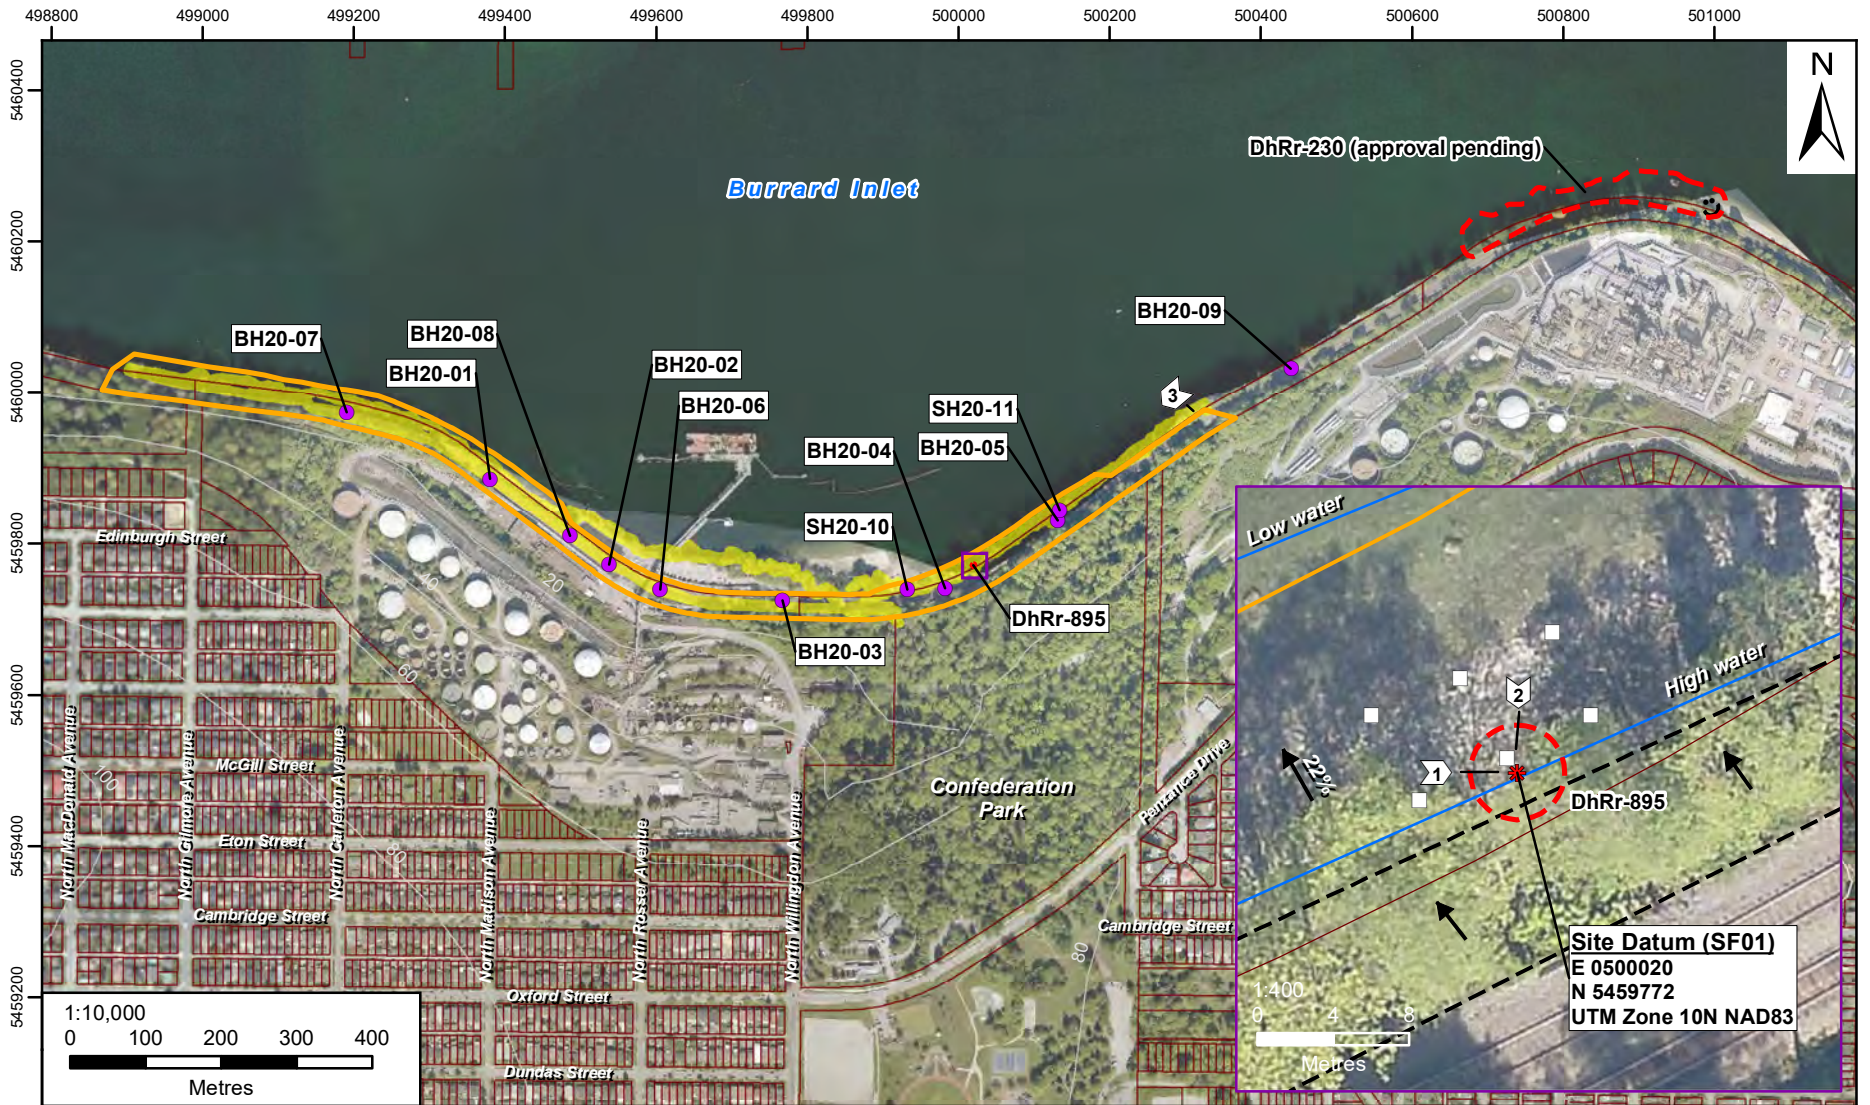 498800 499000 499200 499400 499600 499800 500000 500200 500400 500600 500800 501000
5460400
5460200
5460000
5459800
5459600
5459400
5459200
N
DhRr-230 (approval pending)
Burrard Inlet
BH20-07
BH20-08
BH20-01
BH20-02
BH20-06
BH20-09
SH20-11
BH20-05
BH20-04
SH20-10
3
DhRr-895
BH20-03
Edinburgh Street
McGill Street
Eton Street
Cambridge Street
Oxford Street
Dundas Street
North MacDonald Avenue
North Gilmore Avenue
North Carleton Avenue
North Madison Avenue
North Rosser Avenue
North Willingdon Avenue
Confederation
Park
Penzance Drive
Cambridge Street
20
40
60
80
100
80
1:10,000
0 100 200 300 400
Metres
Low water
High water
2
1
22%
DhRr-895
Site Datum (SF01)
E 0500020
N 5459772
UTM Zone 10N NAD83
1:400
0 4 8
Metres